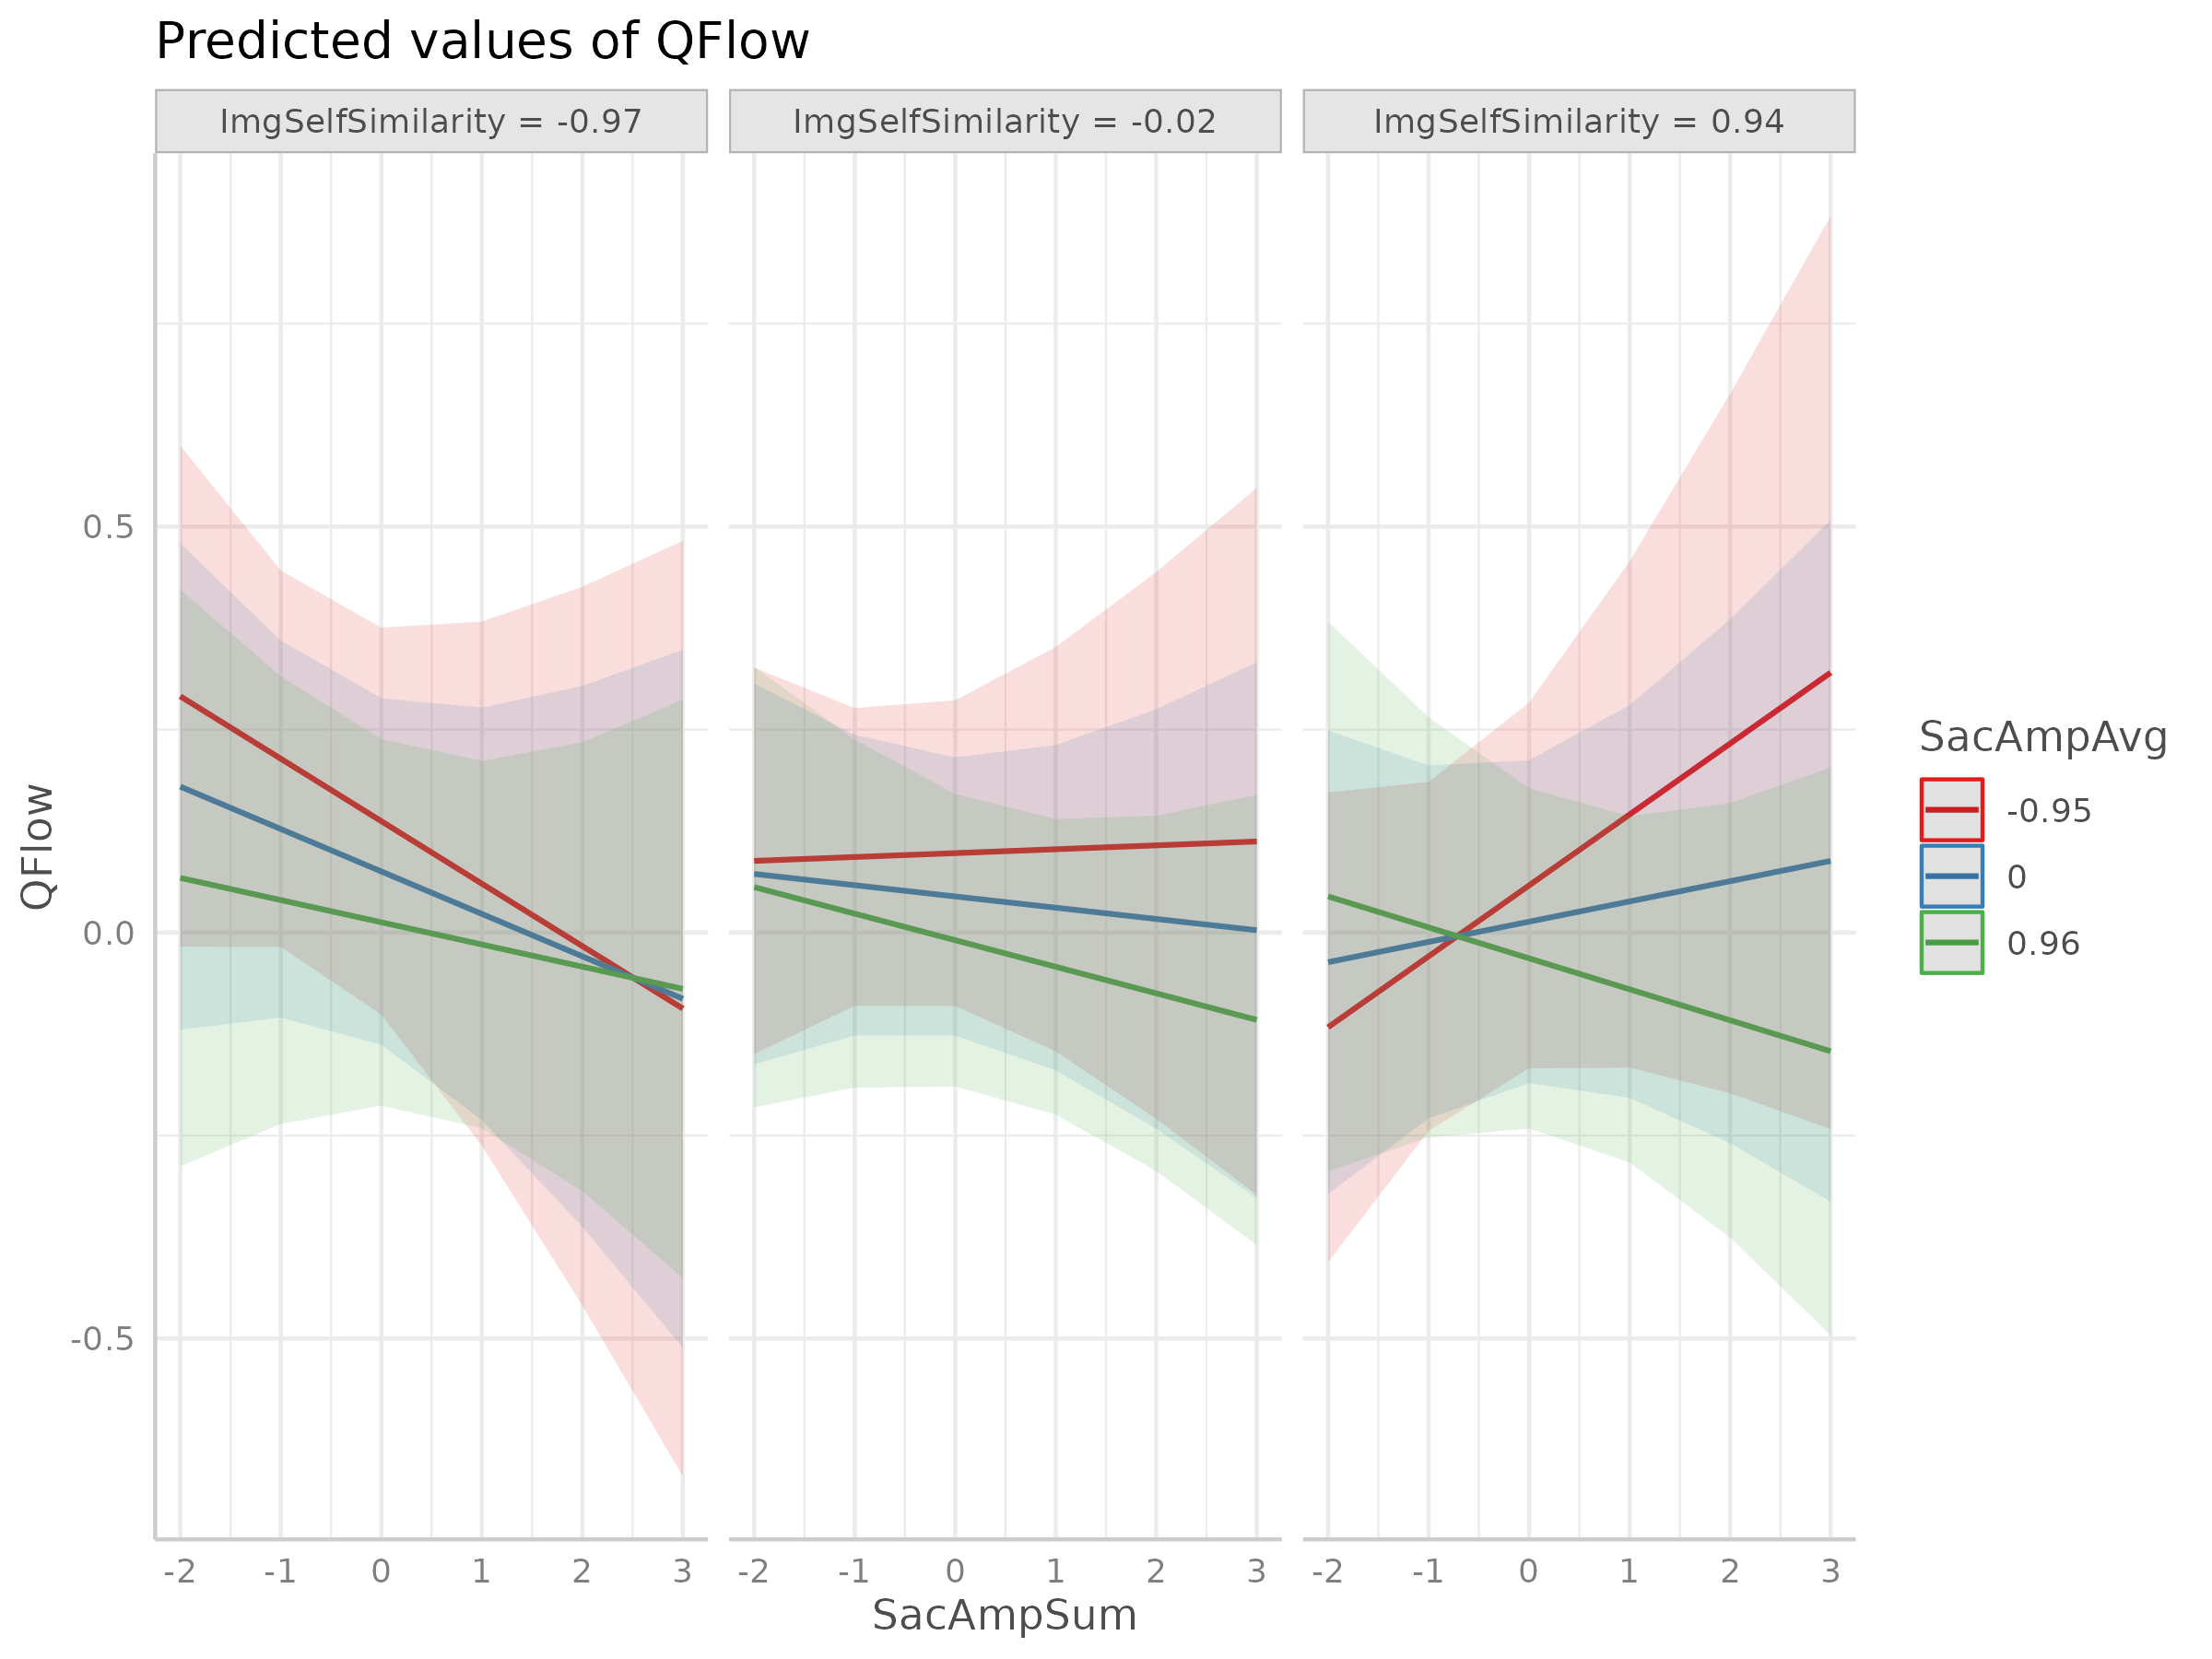 Predicted values of QFlow
ImgSelfSimilarity = -0.97
ImgSelfSimilarity = -0.02
ImgSelfSimilarity = 0.94
QFlow
0.5
0.0
-0.5
-2 -1 0 1 2 3
-2 -1 0 1 2 3
-2 -1 0 1 2 3
SacAmpSum
SacAmpAvg
-0.95
0
0.96